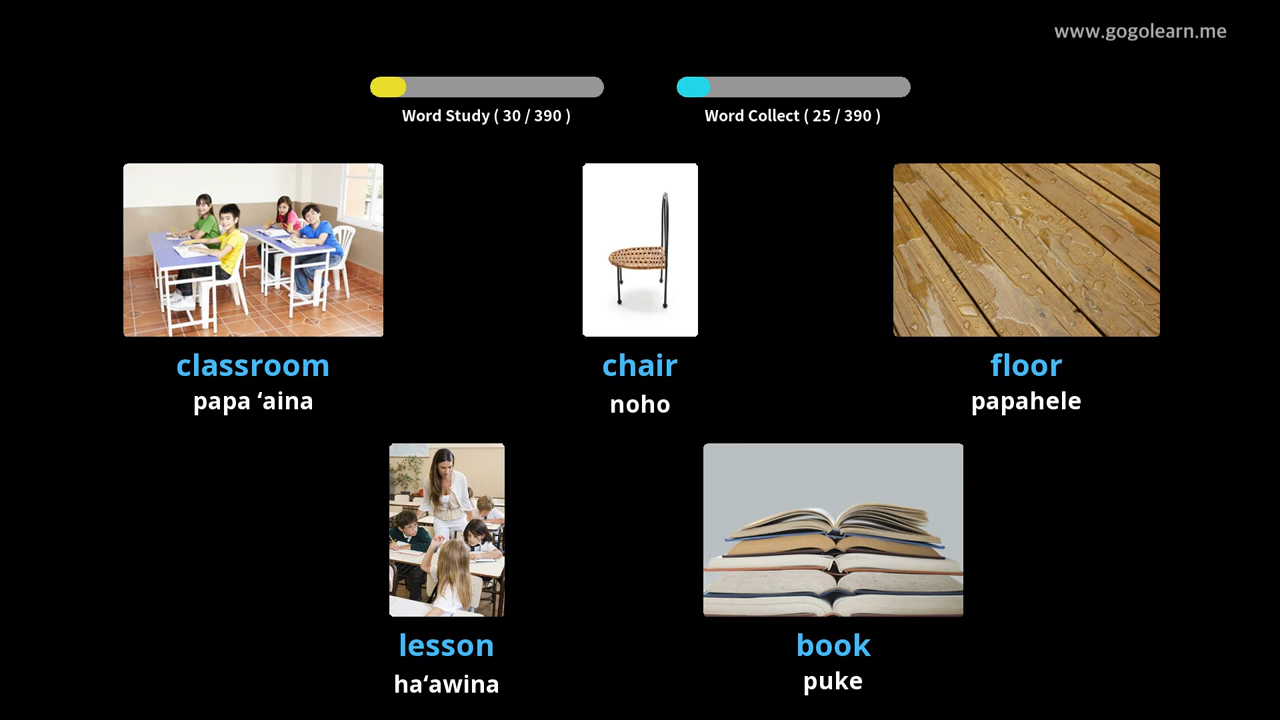 www.gogolearn.me
Word Study ( 30 / 390 )
Word Collect ( 25 / 390 )
classroom
papa ʻaina
chair
noho
floor
papahele
lesson
haʻawina
book
puke